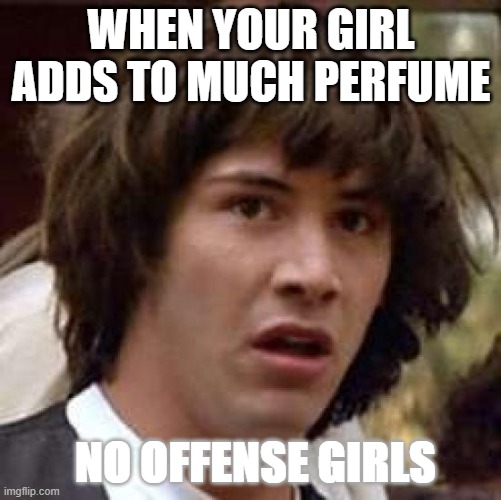 WHEN YOUR GIRL
ADDS TO MUCH PERFUME
NO OFFENSE GIRLS
imgflip.com